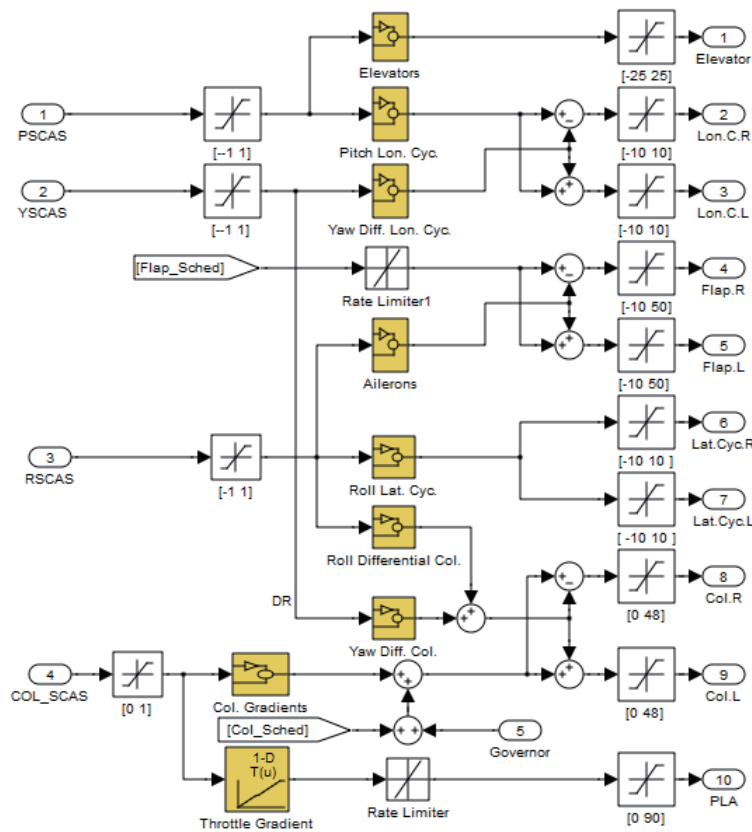 1
Elevators
Elevator
[-25 25]
1
PSCAS
[--1 1]
Pitch Lon. Cyc.
2
Lon.C.R
[-10 10]
2
YSCAS
[--1 1]
Yaw Diff. Lon. Cyc.
3
Lon.C.L
[-10 10]
[Flap_Sched]
Rate Limiter1
4
Flap.R
[-10 50]
Ailerons
5
Flap.L
[-10 50]
3
RSCAS
[-1 1]
Roll Lat. Cyc.
6
Lat.Cyc.R
[-10 10 ]
7
Lat.Cyc.L
[ -10 10 ]
Roll Differential Col.
DR
Yaw Diff. Col.
8
Col.R
[0 48]
4
COL_SCAS
[0 1]
Col. Gradients
9
Col.L
[0 48]
[Col_Sched]
5
Governor
1-D
T(u)
Throttle Gradient
Rate Limiter
10
PLA
[0 90]